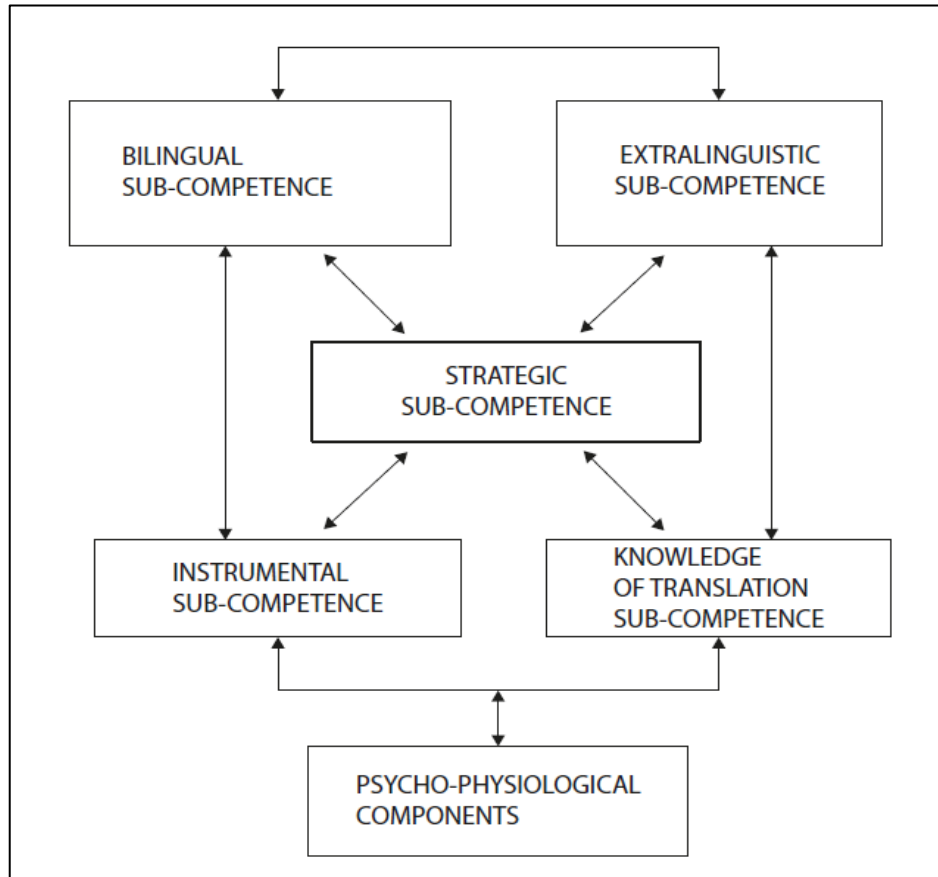 BILINGUAL
SUB-COMPETENCE
EXTRALINGUISTIC
SUB-COMPETENCE
STRATEGIC
SUB-COMPETENCE
INSTRUMENTAL
SUB-COMPETENCE
KNOWLEDGE
OF TRANSLATION
SUB-COMPETENCE
PSYCHO-PHYSIOLOGICAL
COMPONENTS